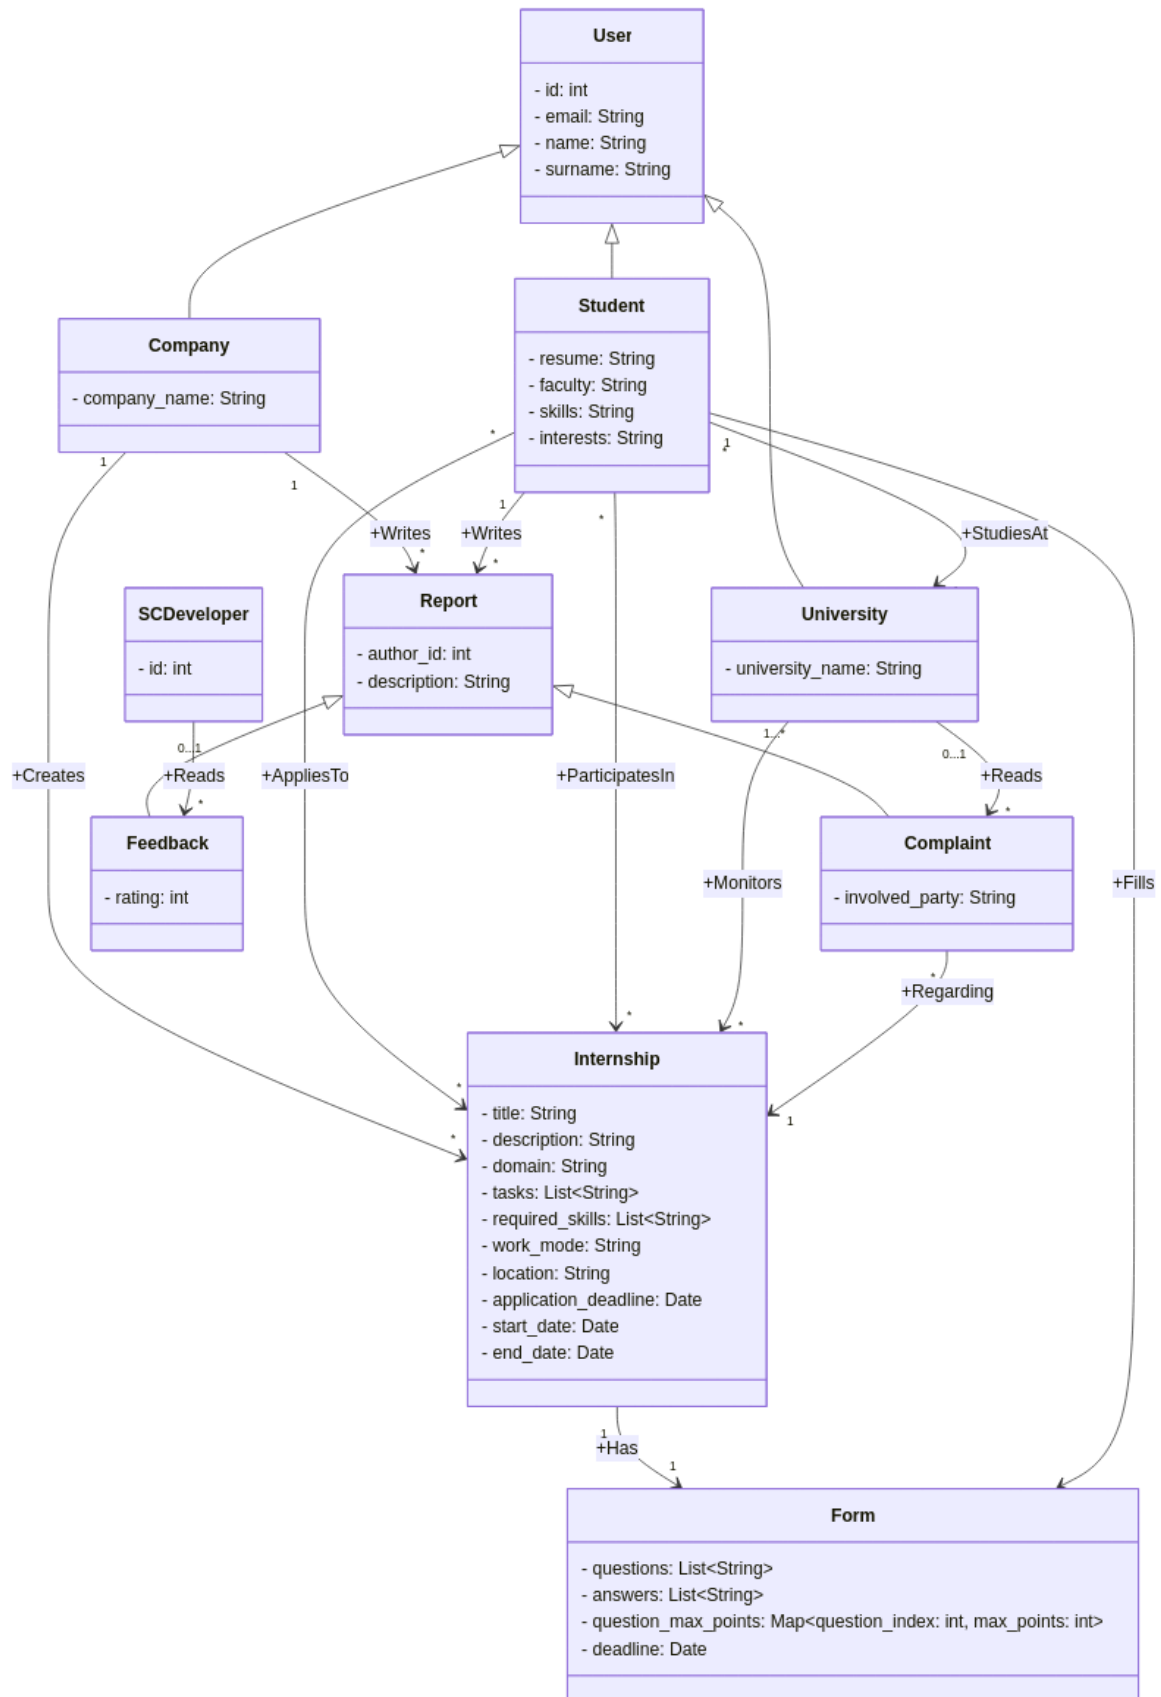 User
- id: int
- email: String
- name: String
- surname: String
Student
- resume: String
- faculty: String
- skills: String
- interests: String
Company
- company_name: String
1
1
*
1
*
1
*
+Writes
+Writes
+StudiesAt
*
*
SCDeveloper
- id: int
Report
- author_id: int
- description: String
University
- university_name: String
0...1
1...*
0...1
+Creates
+Reads
+AppliesTo
+ParticipatesIn
+Reads
*
*
Feedback
- rating: int
Complaint
- involved_party: String
+Monitors
+Fills
*
+Regarding
*
*
*
*
1
Internship
- title: String
- description: String
- domain: String
- tasks: List<String>
- required_skills: List<String>
- work_mode: String
- location: String
- application_deadline: Date
- start_date: Date
- end_date: Date
1
+Has
1
Form
- questions: List<String>
- answers: List<String>
- question_max_points: Map<question_index: int, max_points: int>
- deadline: Date